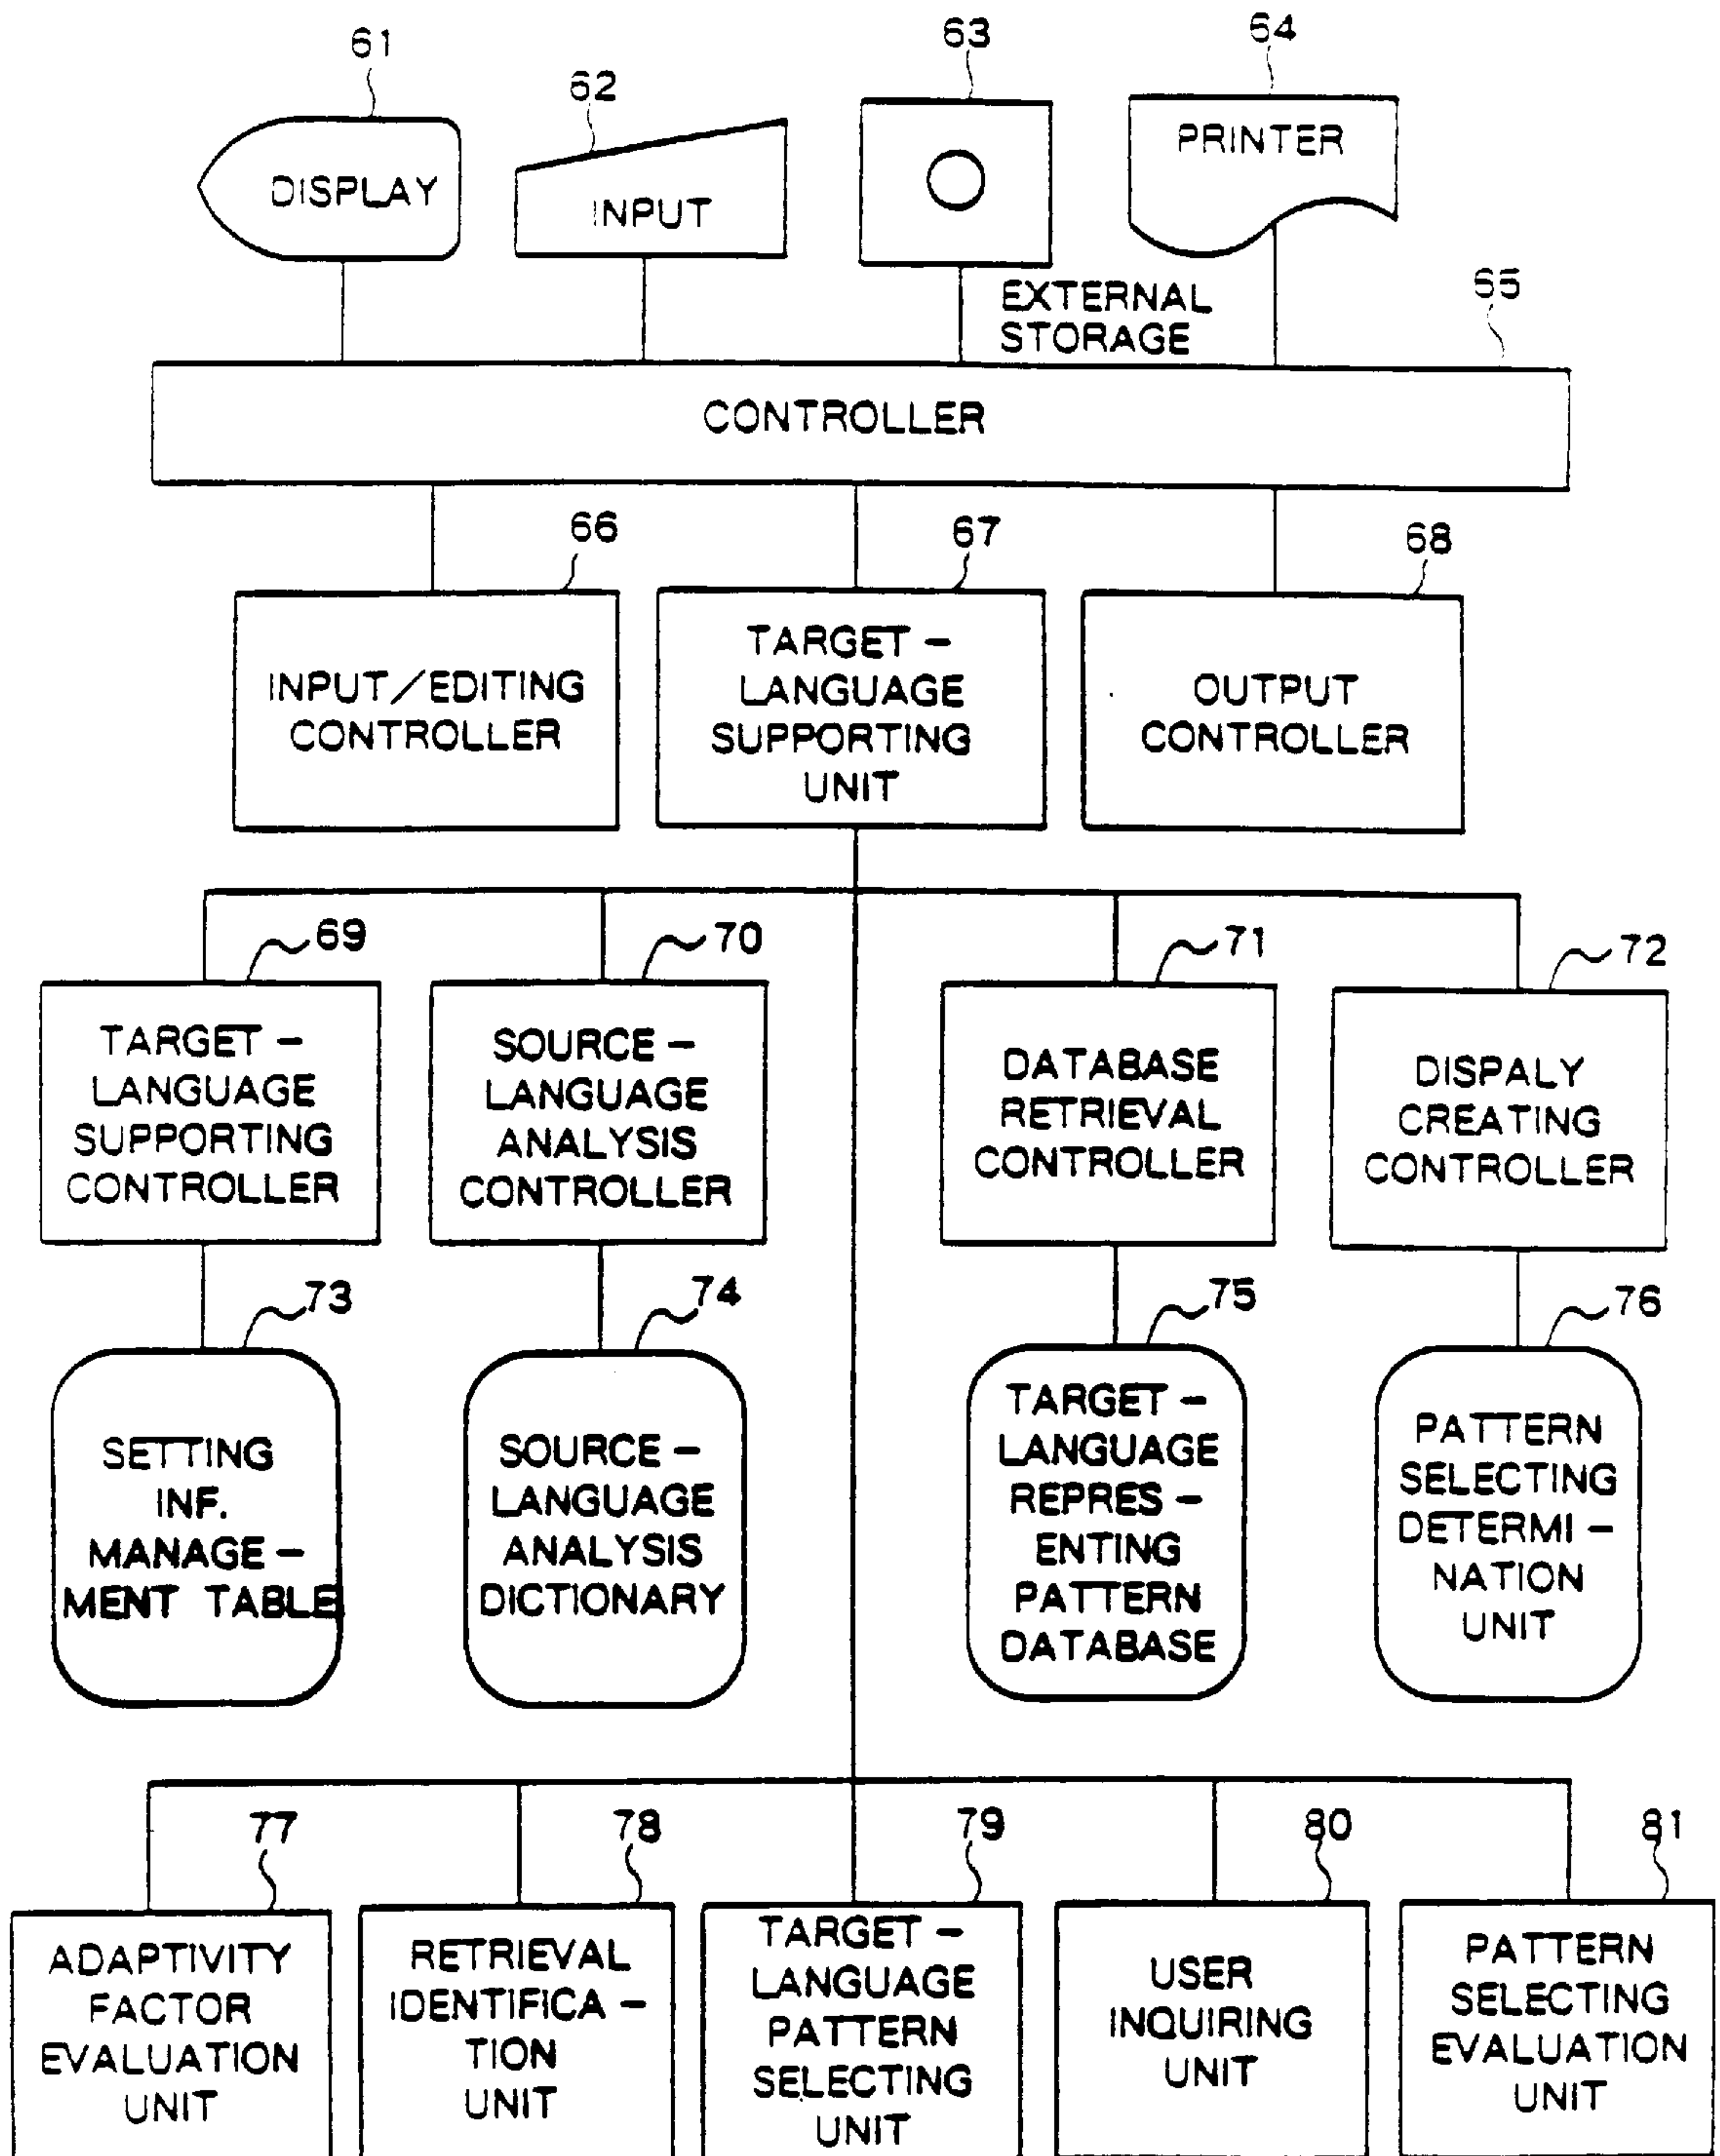 61
62
63
64
DISPLAY
INPUT
PRINTER
EXTERNAL
STORAGE
65
CONTROLLER
66
67
68
INPUT/EDITING
CONTROLLER
TARGET-
LANGUAGE
SUPPORTING
UNIT
OUTPUT
CONTROLLER
69
70
71
72
TARGET-
LANGUAGE
SUPPORTING
CONTROLLER
SOURCE-
LANGUAGE
ANALYSIS
CONTROLLER
DATABASE
RETRIEVAL
CONTROLLER
DISPALY
CREATING
CONTROLLER
73
74
75
76
SETTING
INF.
MANAGE-
MENT TABLE
SOURCE-
LANGUAGE
ANALYSIS
DICTIONARY
TARGET-
LANGUAGE
REPRES-
ENTING
PATTERN
DATABASE
PATTERN
SELECTING
DETERMI-
NATION
UNIT
77
78
79
80
81
ADAPTIVITY
FACTOR
EVALUATION
UNIT
RETRIEVAL
IDENTIFICA-
TION
UNIT
TARGET-
LANGUAGE
PATTERN
SELECTING
UNIT
USER
INQUIRING
UNIT
PATTERN
SELECTING
EVALUATION
UNIT